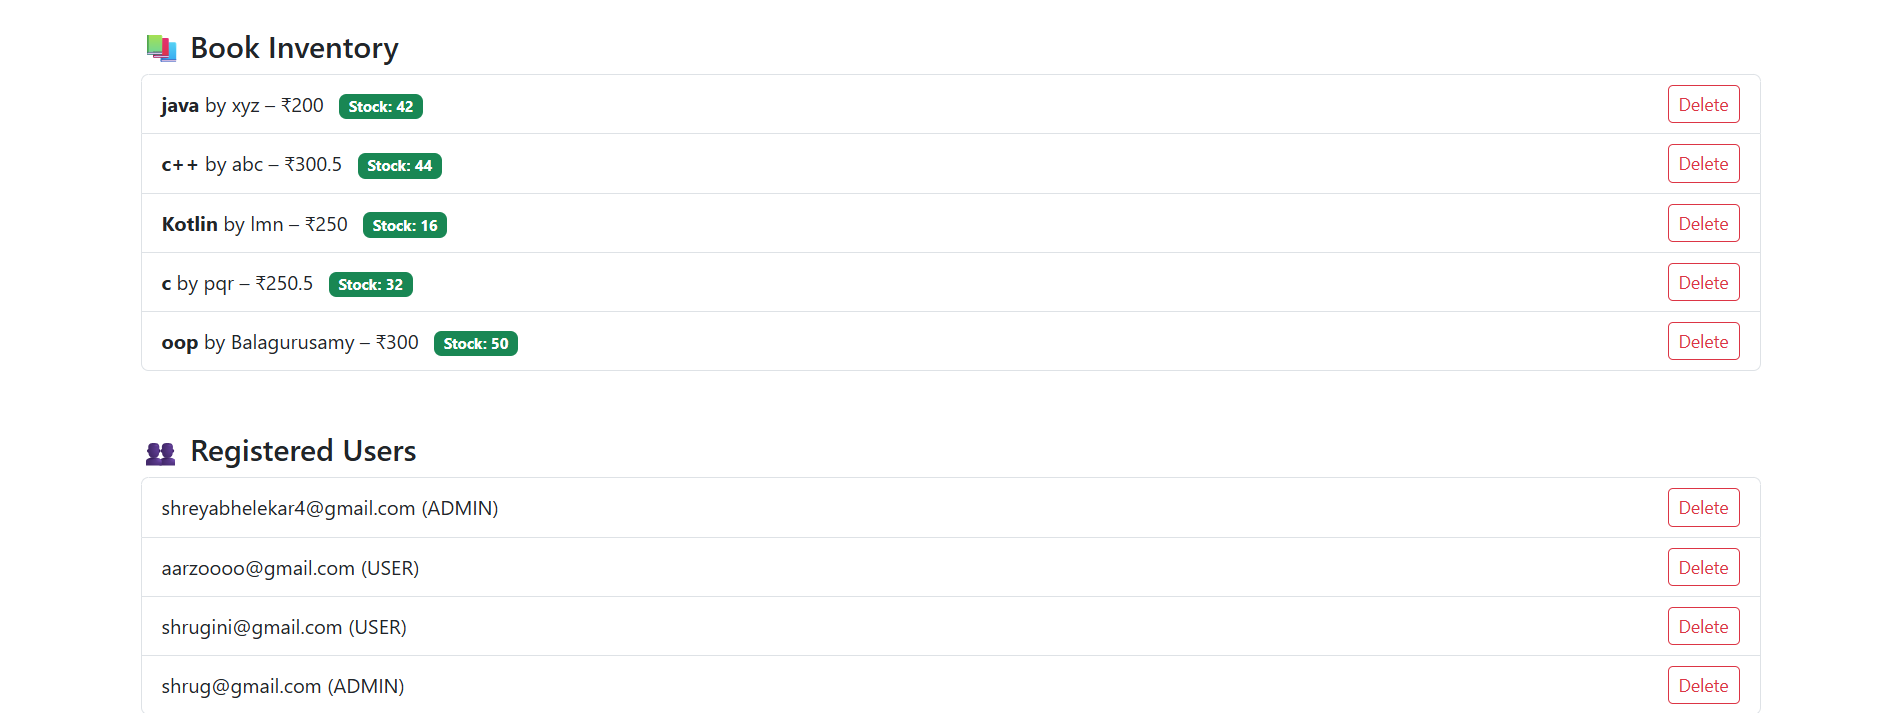 Book Inventory
java by xyz – ₹200 Stock: 42 Delete
c++ by abc – ₹300.5 Stock: 44 Delete
Kotlin by lmn – ₹250 Stock: 16 Delete
c by pqr – ₹250.5 Stock: 32 Delete
oop by Balagurusamy – ₹300 Stock: 50 Delete
Registered Users
shreyabhelekar4@gmail.com (ADMIN) Delete
aarzoooo@gmail.com (USER) Delete
shrugini@gmail.com (USER) Delete
shrug@gmail.com (ADMIN) Delete